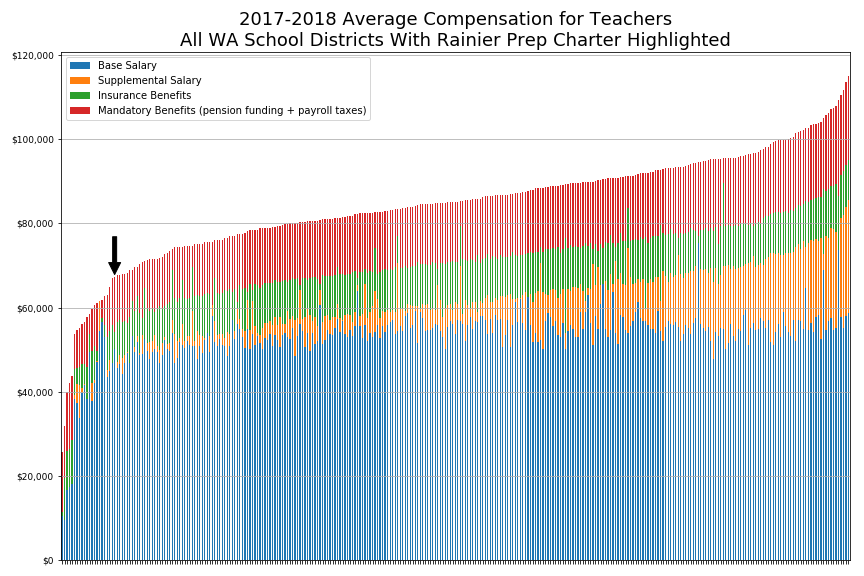 2017-2018 Average Compensation for Teachers
All WA School Districts With Rainier Prep Charter Highlighted
$120,000
Base Salary
Supplemental Salary
Insurance Benefits
Mandatory Benefits (pension funding + payroll taxes)
$100,000
$80,000
$60,000
$40,000
$20,000
$0